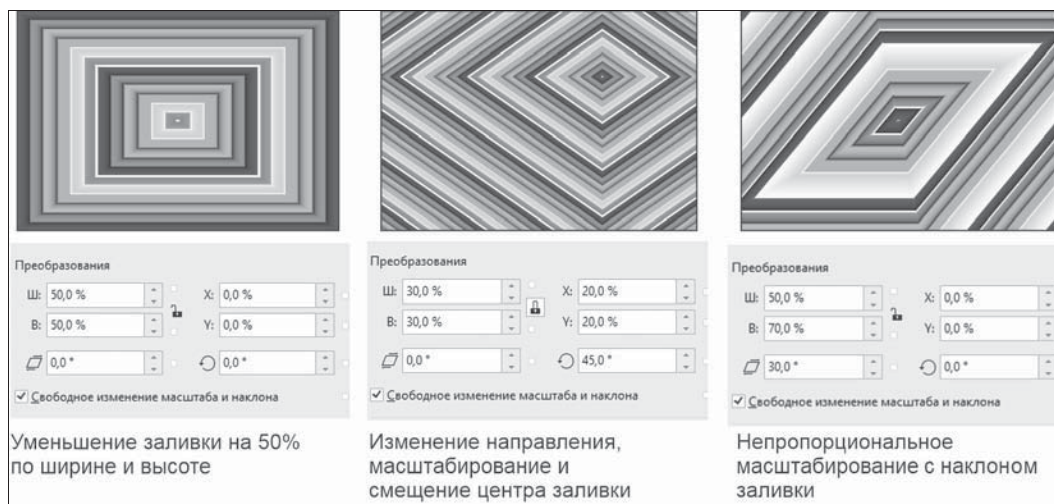 Преобразования
Ш: 50,0 % X: 0,0 %
В: 50,0 % Y: 0,0 %
0,0 ° 0,0 °
Свободное изменение масштаба и наклона
Уменьшение заливки на 50%
по ширине и высоте
Преобразования
Ш: 30,0 % X: 20,0 %
В: 30,0 % Y: 20,0 %
0,0 ° 45,0 °
Свободное изменение масштаба и наклона
Изменение направления,
масштабирование и
смещение центра заливки
Преобразования
Ш: 50,0 % X: 0,0 %
В: 70,0 % Y: 0,0 %
30,0 ° 0,0 °
Свободное изменение масштаба и наклона
Непропорциональное
масштабирование с наклоном
заливки